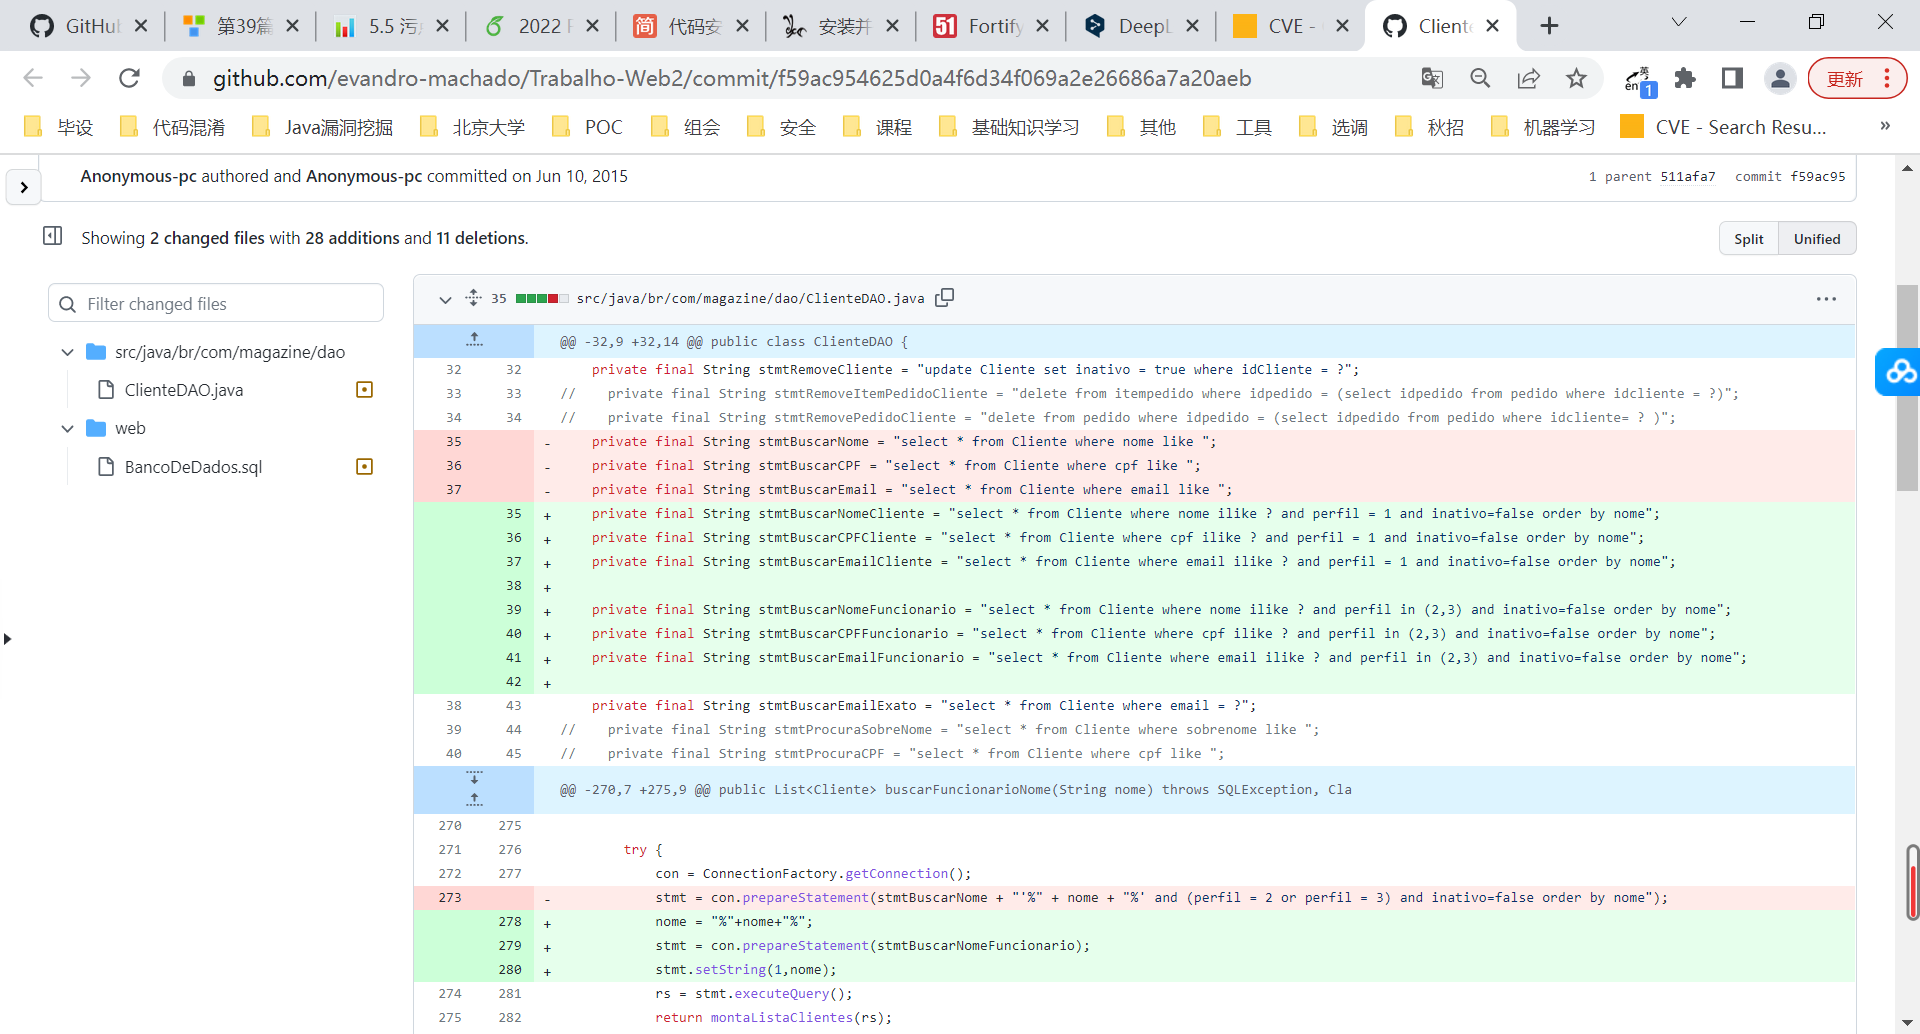 GitHub
第39篇
5.5 污
2022 F
代码安
安装并
Fortify
DeepL
CVE -
Cliente
github.com/evandro-machado/Trabalho-Web2/commit/f59ac954625d0a4f6d34f069a2e26686a7a20aeb
英
en 1
更新
毕设
代码混淆
Java漏洞挖掘
北京大学
POC
组会
安全
课程
基础知识学习
其他
工具
选调
秋招
机器学习
CVE - Search Resu...
»
Anonymous-pc authored and Anonymous-pc committed on Jun 10, 2015
1 parent 511afa7 commit f59ac95
Showing 2 changed files with 28 additions and 11 deletions.
Split Unified
Filter changed files
src/java/br/com/magazine/dao
ClienteDAO.java
web
BancoDeDados.sql
35 src/java/br/com/magazine/dao/ClienteDAO.java
@@ -32,9 +32,14 @@ public class ClienteDAO {
32 32 private final String stmtRemoveCliente = "update Cliente set inativo = true where idCliente = ?";
33 33 // private final String stmtRemoveItemPedidoCliente = "delete from itempedido where idpedido = (select idpedido from pedido where idcliente = ?)";
34 34 // private final String stmtRemovePedidoCliente = "delete from pedido where idpedido = (select idpedido from pedido where idcliente= ? )";
35 - private final String stmtBuscarNome = "select * from Cliente where nome like ";
36 - private final String stmtBuscarCPF = "select * from Cliente where cpf like ";
37 - private final String stmtBuscarEmail = "select * from Cliente where email like ";
35 + private final String stmtBuscarNomeCliente = "select * from Cliente where nome ilike ? and perfil = 1 and inativo=false order by nome";
36 + private final String stmtBuscarCPFCliente = "select * from Cliente where cpf ilike ? and perfil = 1 and inativo=false order by nome";
37 + private final String stmtBuscarEmailCliente = "select * from Cliente where email ilike ? and perfil = 1 and inativo=false order by nome";
38 +
39 + private final String stmtBuscarNomeFuncionario = "select * from Cliente where nome ilike ? and perfil in (2,3) and inativo=false order by nome";
40 + private final String stmtBuscarCPFFuncionario = "select * from Cliente where cpf ilike ? and perfil in (2,3) and inativo=false order by nome";
41 + private final String stmtBuscarEmailFuncionario = "select * from Cliente where email ilike ? and perfil in (2,3) and inativo=false order by nome";
42 +
38 43 private final String stmtBuscarEmailExato = "select * from Cliente where email = ?";
39 44 // private final String stmtProcuraSobreNome = "select * from Cliente where sobrenome like ";
40 45 // private final String stmtProcuraCPF = "select * from Cliente where cpf like ";
@@ -270,7 +275,9 @@ public List<Cliente> buscarFuncionarioNome(String nome) throws SQLException, Cla
270 275
271 276 try {
272 277 con = ConnectionFactory.getConnection();
273 - stmt = con.prepareStatement(stmtBuscarNome + "'%" + nome + "%' and (perfil = 2 or perfil = 3) and inativo=false order by nome");
278 + nome = "%"+nome+"%";
279 + stmt = con.prepareStatement(stmtBuscarNomeFuncionario);
280 + stmt.setString(1,nome);
274 281 rs = stmt.executeQuery();
275 282 return montaListaClientes(rs);